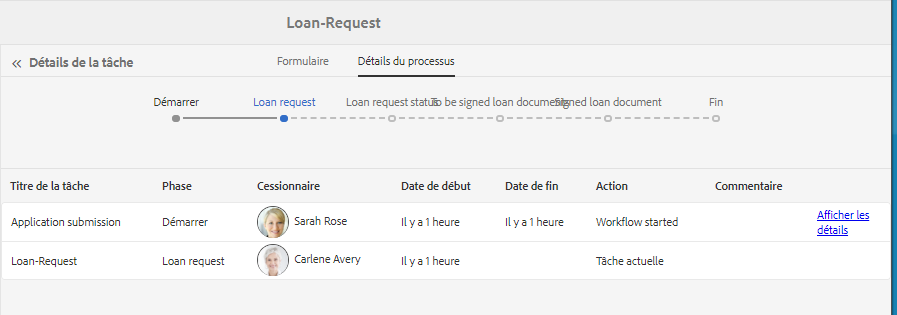 Loan-Request
Détails de la tâche
Formulaire
Détails du processus
Démarrer
Loan request
Loan request status
To be signed loan document
Signed loan document
Fin
Titre de la tâche Phase Cessionnaire Date de début Date de fin Action Commentaire
Application submission Démarrer Sarah Rose Il y a 1 heure Il y a 1 heure Workflow started Afficher les
détails
Loan-Request Loan request Carlene Avery Il y a 1 heure Tâche actuelle